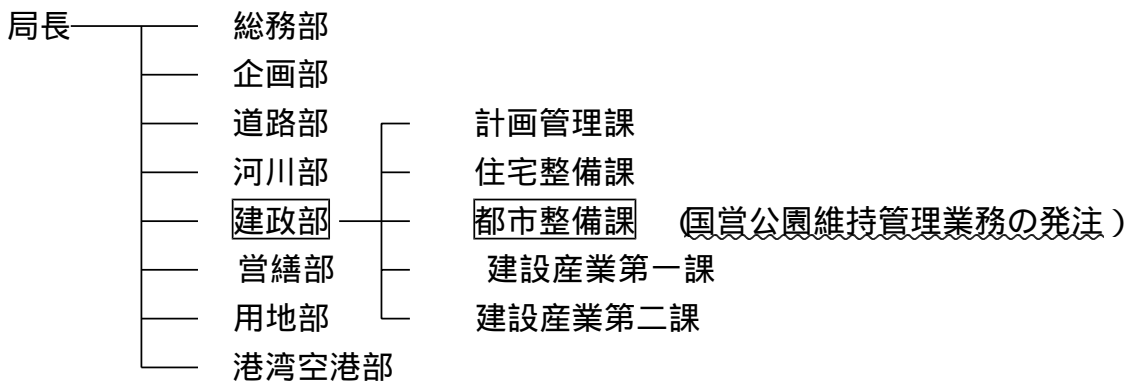 局長 総務部
企画部
道路部 計画管理課
河川部 住宅整備課
建政部 都市整備課 (国営公園維持管理業務の発注)
営繕部 建設産業第一課
用地部 建設産業第二課
港湾空港部